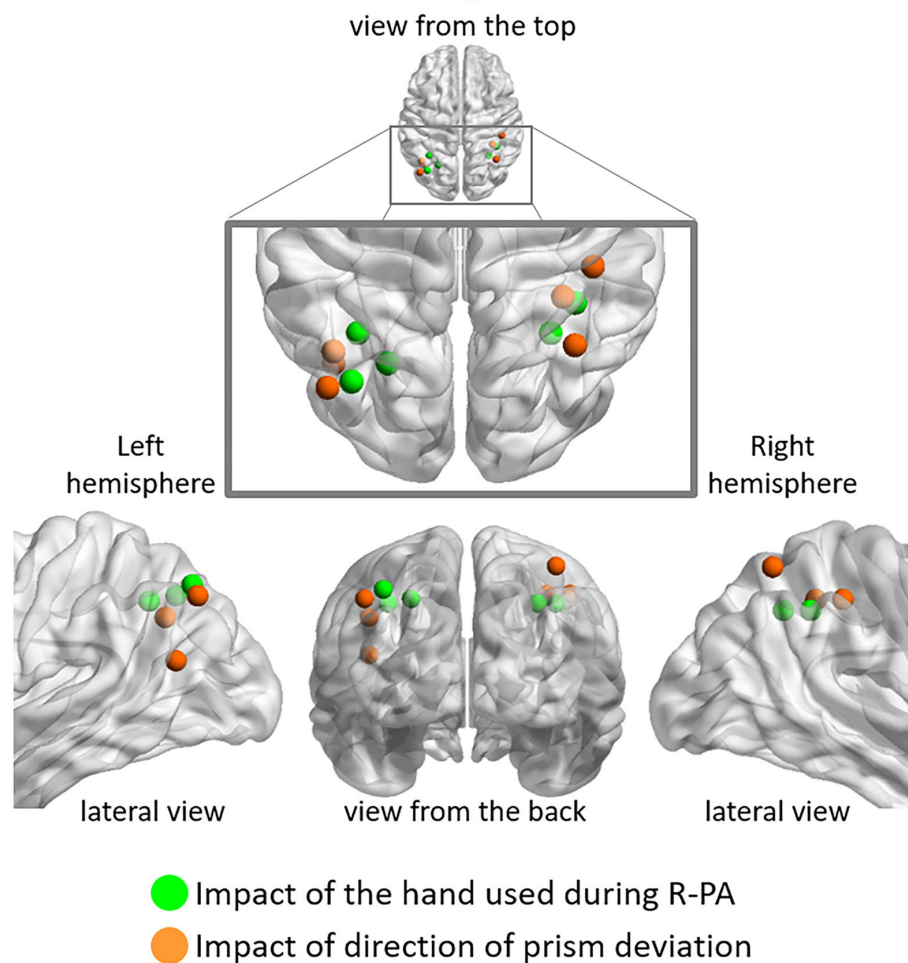 view from the top
Left
hemisphere
Right
hemisphere
lateral view
view from the back
lateral view
Impact of the hand used during R-PA
Impact of direction of prism deviation